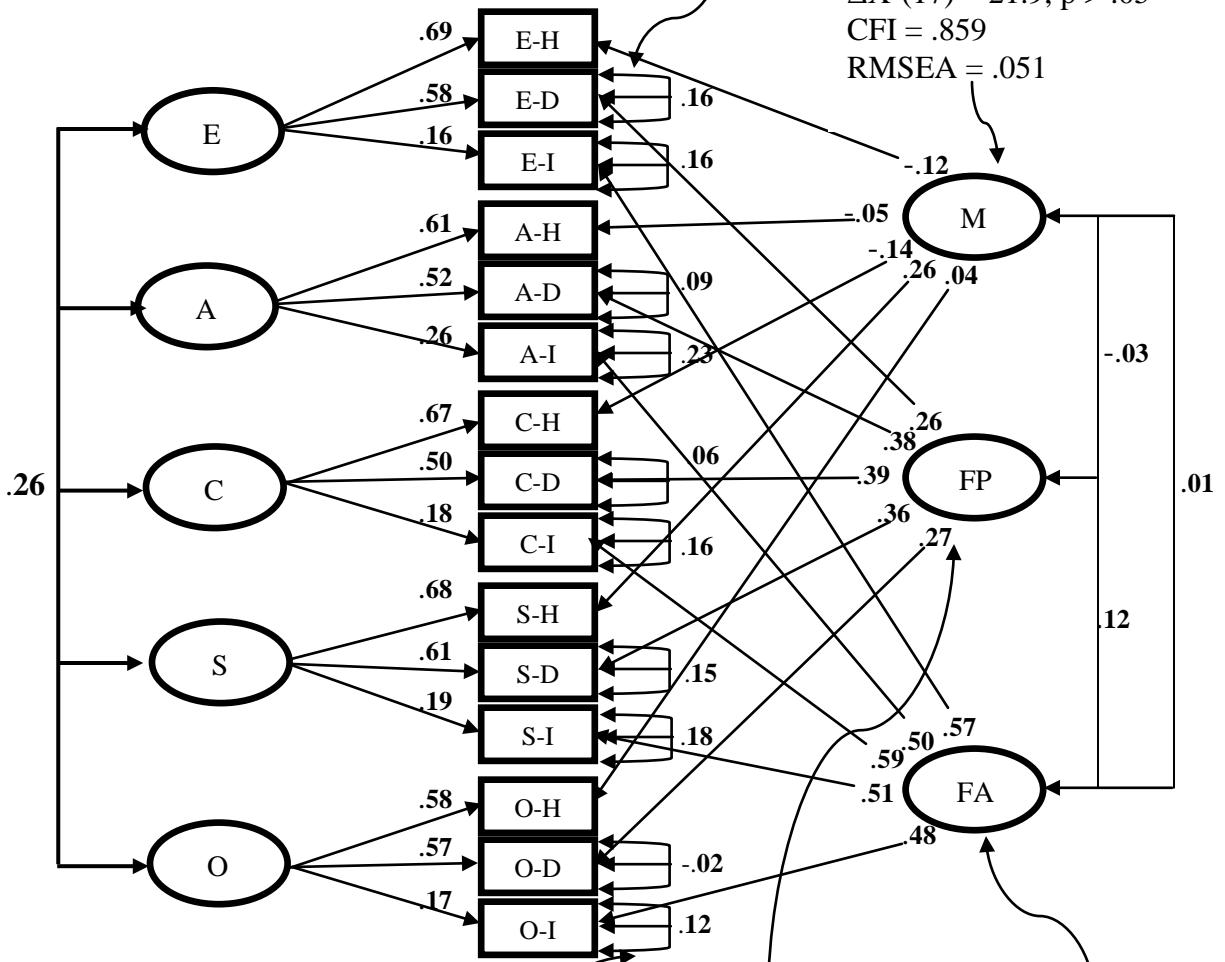 CFI = .859
RMSEA = .051
.69
E-H
.58
E-D
.16
E
.16
E-I
.16
-.12
M
.61
A-H
-.05
-.14
.26
.04
.52
A-D
.09
A
.26
A-I
.23
-.03
.67
C-H
.26
.38
.50
C-D
06
.39
FP
C
.26
.01
.18
C-I
.16
.36
.27
.68
S-H
.12
.61
S-D
.15
S
.19
S-I
.18
.59
.50
.57
.51
FA
.58
O-H
.48
.57
O-D
-.02
O
.17
O-I
.12